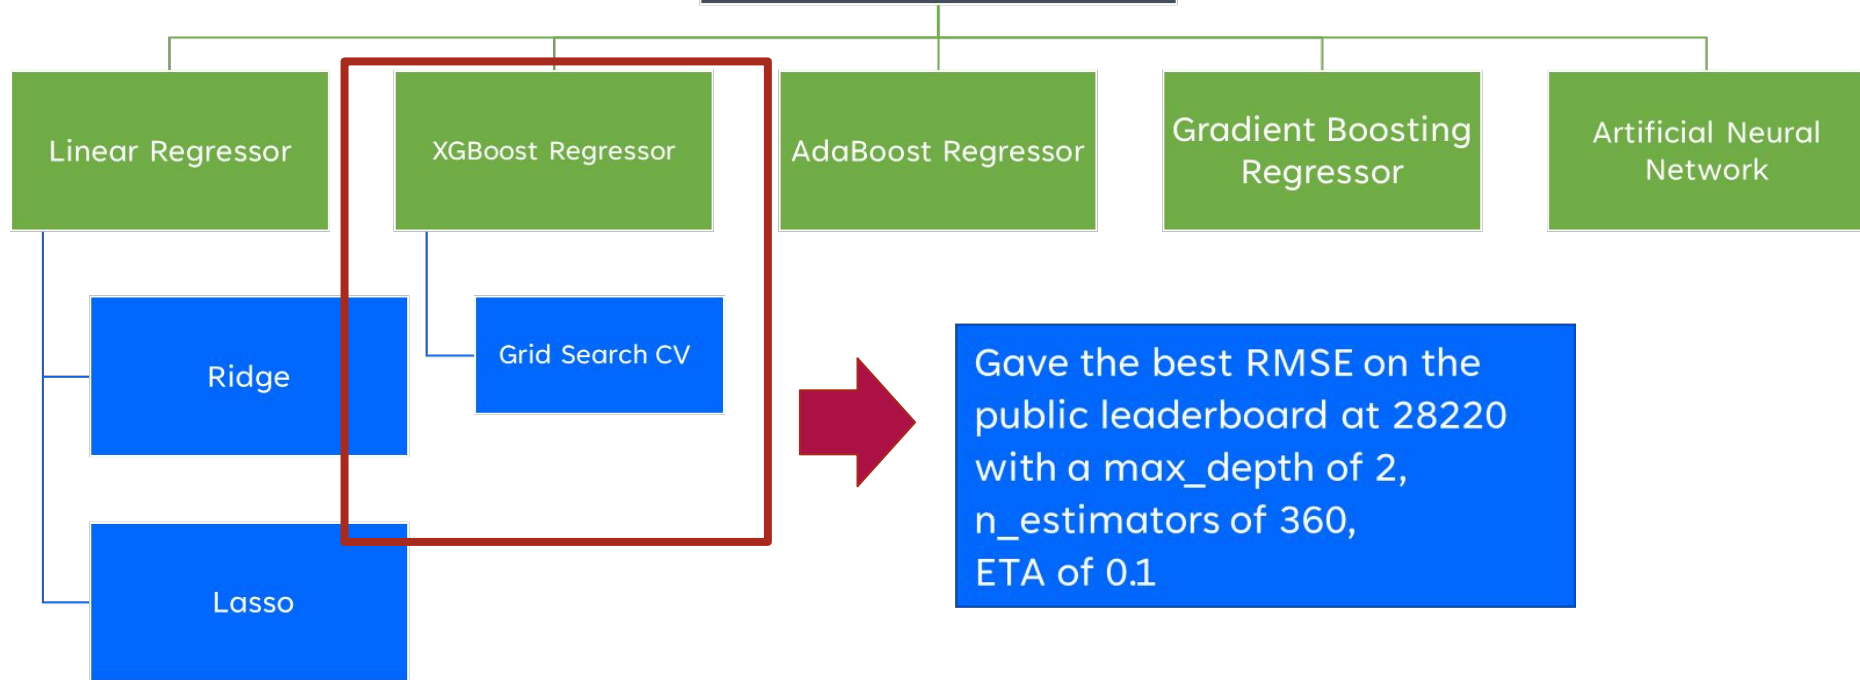 Linear Regressor
XGBoost Regressor
AdaBoost Regressor
Gradient Boosting
Regressor
Artificial Neural
Network
Ridge
Grid Search CV
Lasso
Gave the best RMSE on the
public leaderboard at 28220
with a max_depth of 2,
n_estimators of 360,
ETA of 0.1